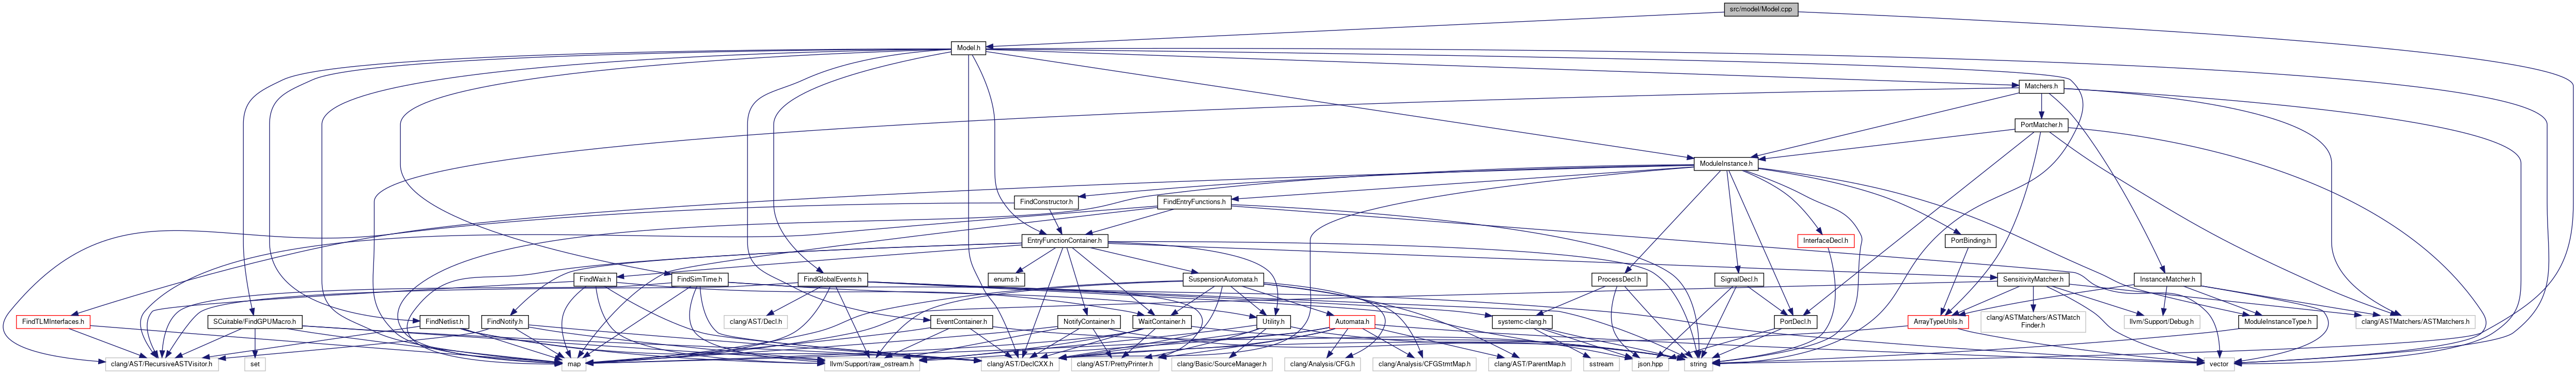 src/model/Model.cpp
Model.h
Matchers.h
PortMatcher.h
ModuleInstance.h
FindConstructor.h
FindEntryFunctions.h
EntryFunctionContainer.h
InterfaceDecl.h
PortBinding.h
FindWait.h
FindSimTime.h
FindGlobalEvents.h
enums.h
SuspensionAutomata.h
ProcessDecl.h
SignalDecl.h
SensitivityMatcher.h
InstanceMatcher.h
FindTLMInterfaces.h
SCuitable/FindGPUMacro.h
FindNetlist.h
FindNotify.h
clang/AST/Decl.h
EventContainer.h
NotifyContainer.h
WaitContainer.h
Utility.h
Automata.h
systemc-clang.h
PortDecl.h
ArrayTypeUtils.h
clang/ASTMatchers/ASTMatch
Finder.h
llvm/Support/Debug.h
ModuleInstanceType.h
clang/ASTMatchers/ASTMatchers.h
clang/AST/RecursiveASTVisitor.h
set
map
llvm/Support/raw_ostream.h
clang/AST/DeclCXX.h
clang/AST/PrettyPrinter.h
clang/Basic/SourceManager.h
clang/Analysis/CFG.h
clang/Analysis/CFGStmtMap.h
clang/AST/ParentMap.h
sstream
json.hpp
string
vector